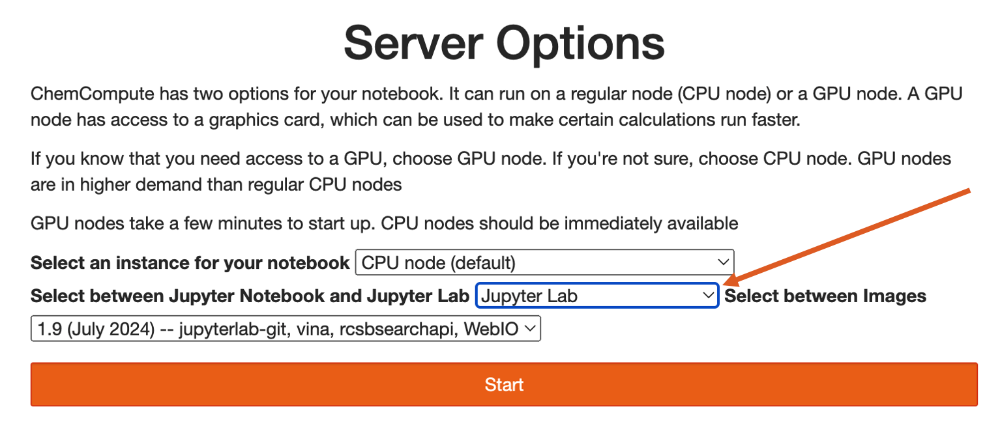 Server Options
ChemCompute has two options for your notebook. It can run on a regular node (CPU node) or a GPU node. A GPU
node has access to a graphics card, which can be used to make certain calculations run faster.
If you know that you need access to a GPU, choose GPU node. If you're not sure, choose CPU node. GPU nodes
are in higher demand than regular CPU nodes
GPU nodes take a few minutes to start up. CPU nodes should be immediately available
Select an instance for your notebook CPU node (default)
Select between Jupyter Notebook and Jupyter Lab Jupyter Lab Select between Images
1.9 (July 2024) -- jupyterlab-git, vina, rcsbsearchapi, WebIO
Start